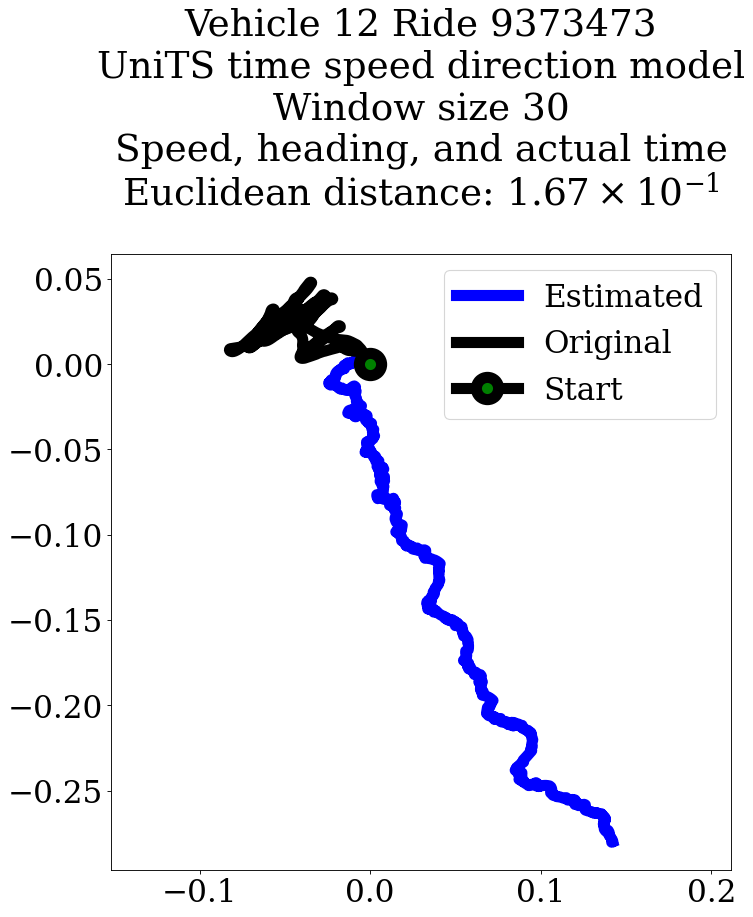 Vehicle 12 Ride 9373473
UniTS time speed direction model
Window size 30
Speed, heading, and actual time
Euclidean distance: 1.67 × 10⁻¹
Estimated
Original
Start
0.05
0.00
−0.05
−0.10
−0.15
−0.20
−0.25
−0.1 0.0 0.1 0.2